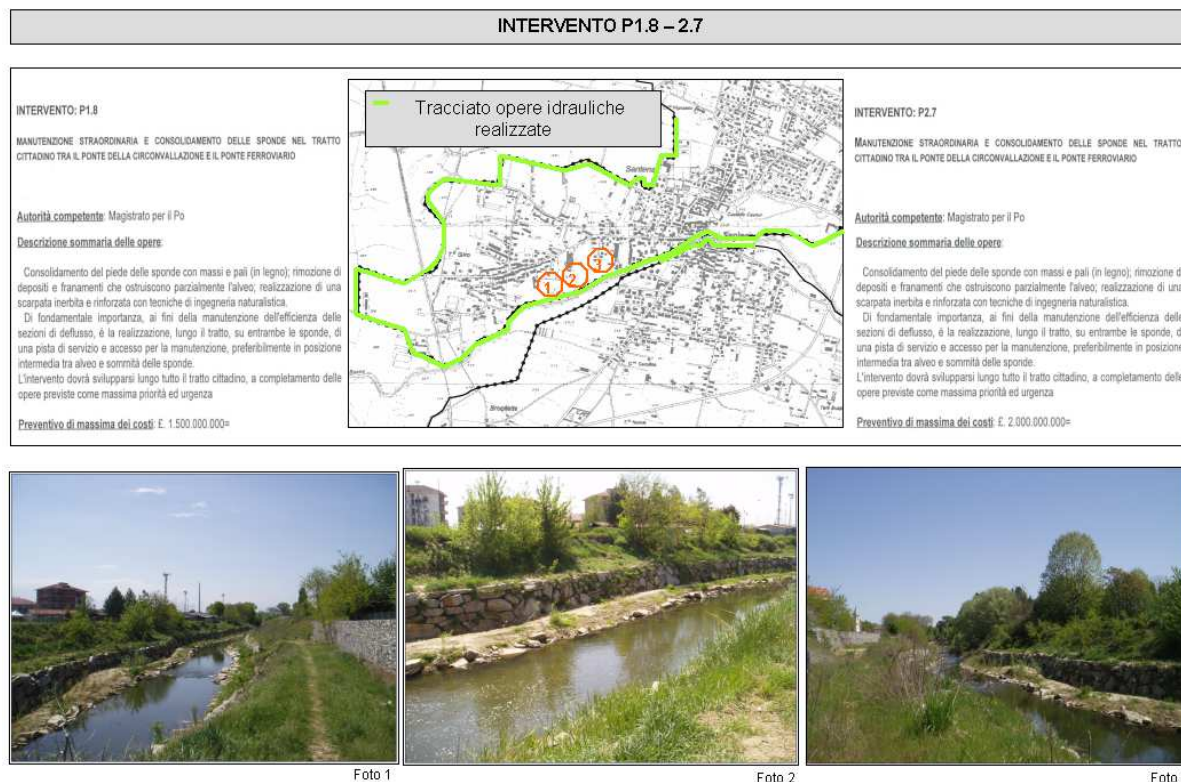 INTERVENTO P1.8 – 2.7
INTERVENTO: P1.8
MANUTENZIONE STRAORDINARIA E CONSOLIDAMENTO DELLE SPONDE NEL TRATTO
CITTADINO TRA IL PONTE DELLA CIRCONVALLAZIONE E IL PONTE FERROVIARIO
Autorità competente: Magistrato per il Po
Descrizione sommaria delle opere:
Consolidamento del piede delle sponde con massi e pali (in legno); rimozione di
depositi e franamenti che ostruiscono parzialmente l'alveo; realizzazione di una
scarpata inerbita e rinforzata con tecniche di ingegneria naturalistica.
Di fondamentale importanza, ai fini della manutenzione dell'efficienza delle
sezioni di deflusso, è la realizzazione, lungo il tratto, su entrambe le sponde, di
una pista di servizio e accesso per la manutenzione, preferibilmente in posizione
intermedia tra alveo e sommità delle sponde.
L'intervento dovrà svilupparsi lungo tutto il tratto cittadino, a completamento delle
opere previste come massima priorità ed urgenza
Preventivo di massima dei costi: £. 1.500.000.000=
Tracciato opere idrauliche
realizzate
Santena
1
2
3
INTERVENTO: P2.7
MANUTENZIONE STRAORDINARIA E CONSOLIDAMENTO DELLE SPONDE NEL TRATTO
CITTADINO TRA IL PONTE DELLA CIRCONVALLAZIONE E IL PONTE FERROVIARIO
Autorità competente: Magistrato per il Po
Descrizione sommaria delle opere:
Consolidamento del piede delle sponde con massi e pali (in legno); rimozione di
depositi e franamenti che ostruiscono parzialmente l'alveo; realizzazione di una
scarpata inerbita e rinforzata con tecniche di ingegneria naturalistica.
Di fondamentale importanza, ai fini della manutenzione dell'efficienza delle
sezioni di deflusso, è la realizzazione, lungo il tratto, su entrambe le sponde, di
una pista di servizio e accesso per la manutenzione, preferibilmente in posizione
intermedia tra alveo e sommità delle sponde.
L'intervento dovrà svilupparsi lungo tutto il tratto cittadino, a completamento delle
opere previste come massima priorità ed urgenza
Preventivo di massima dei costi: £. 2.000.000.000=
Foto 1
Foto 2
Foto